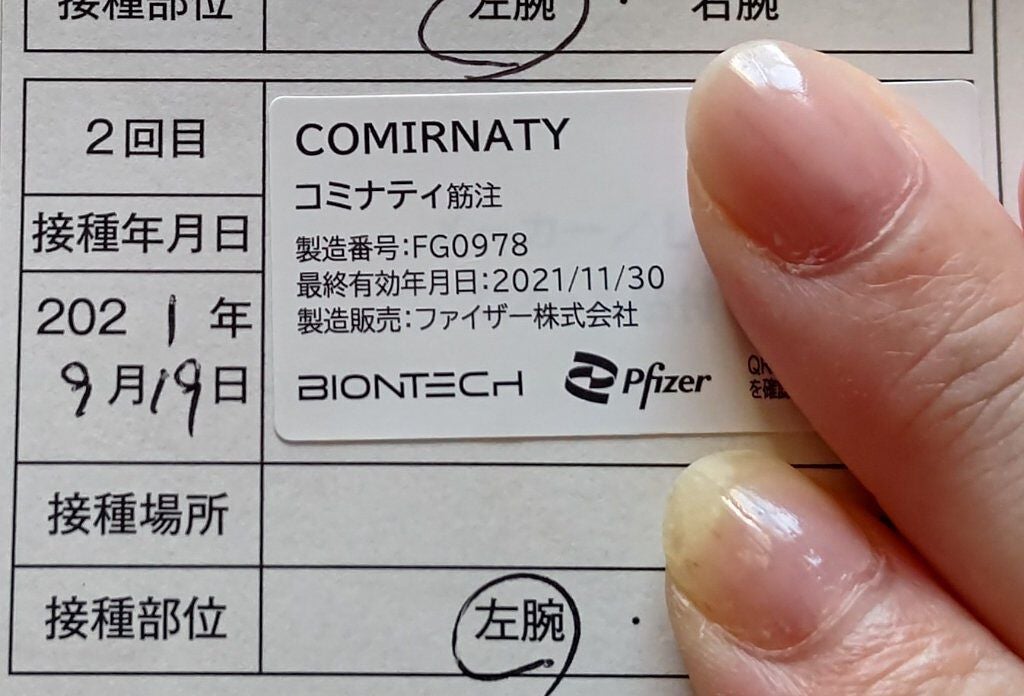 接種部位 左腕 ・ 右腕
2回目
接種年月日
2021年
9月19日
COMIRNATY
コミナティ筋注
製造番号:FG0978
最終有効年月日:2021/11/30
製造販売:ファイザー株式会社
BIONTECH Pfizer
を確認
接種場所
接種部位 左腕 ・